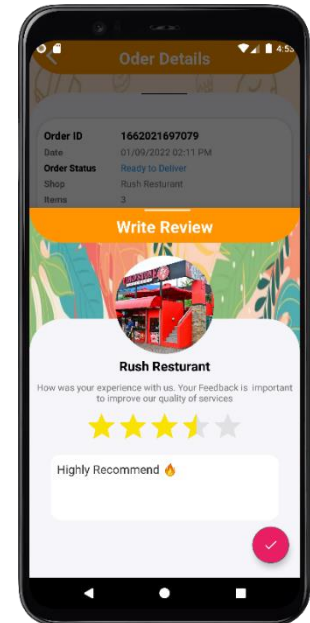 4:53
Oder Details
Order ID 1662021697079
Date 01/09/2022 02:11 PM
Order Status Ready to Deliver
Shop Rush Resturant
Items 3
Write Review
Rush Resturant
How was your experience with us. Your Feedback is important
to improve our quality of services
Highly Recommend 🔥